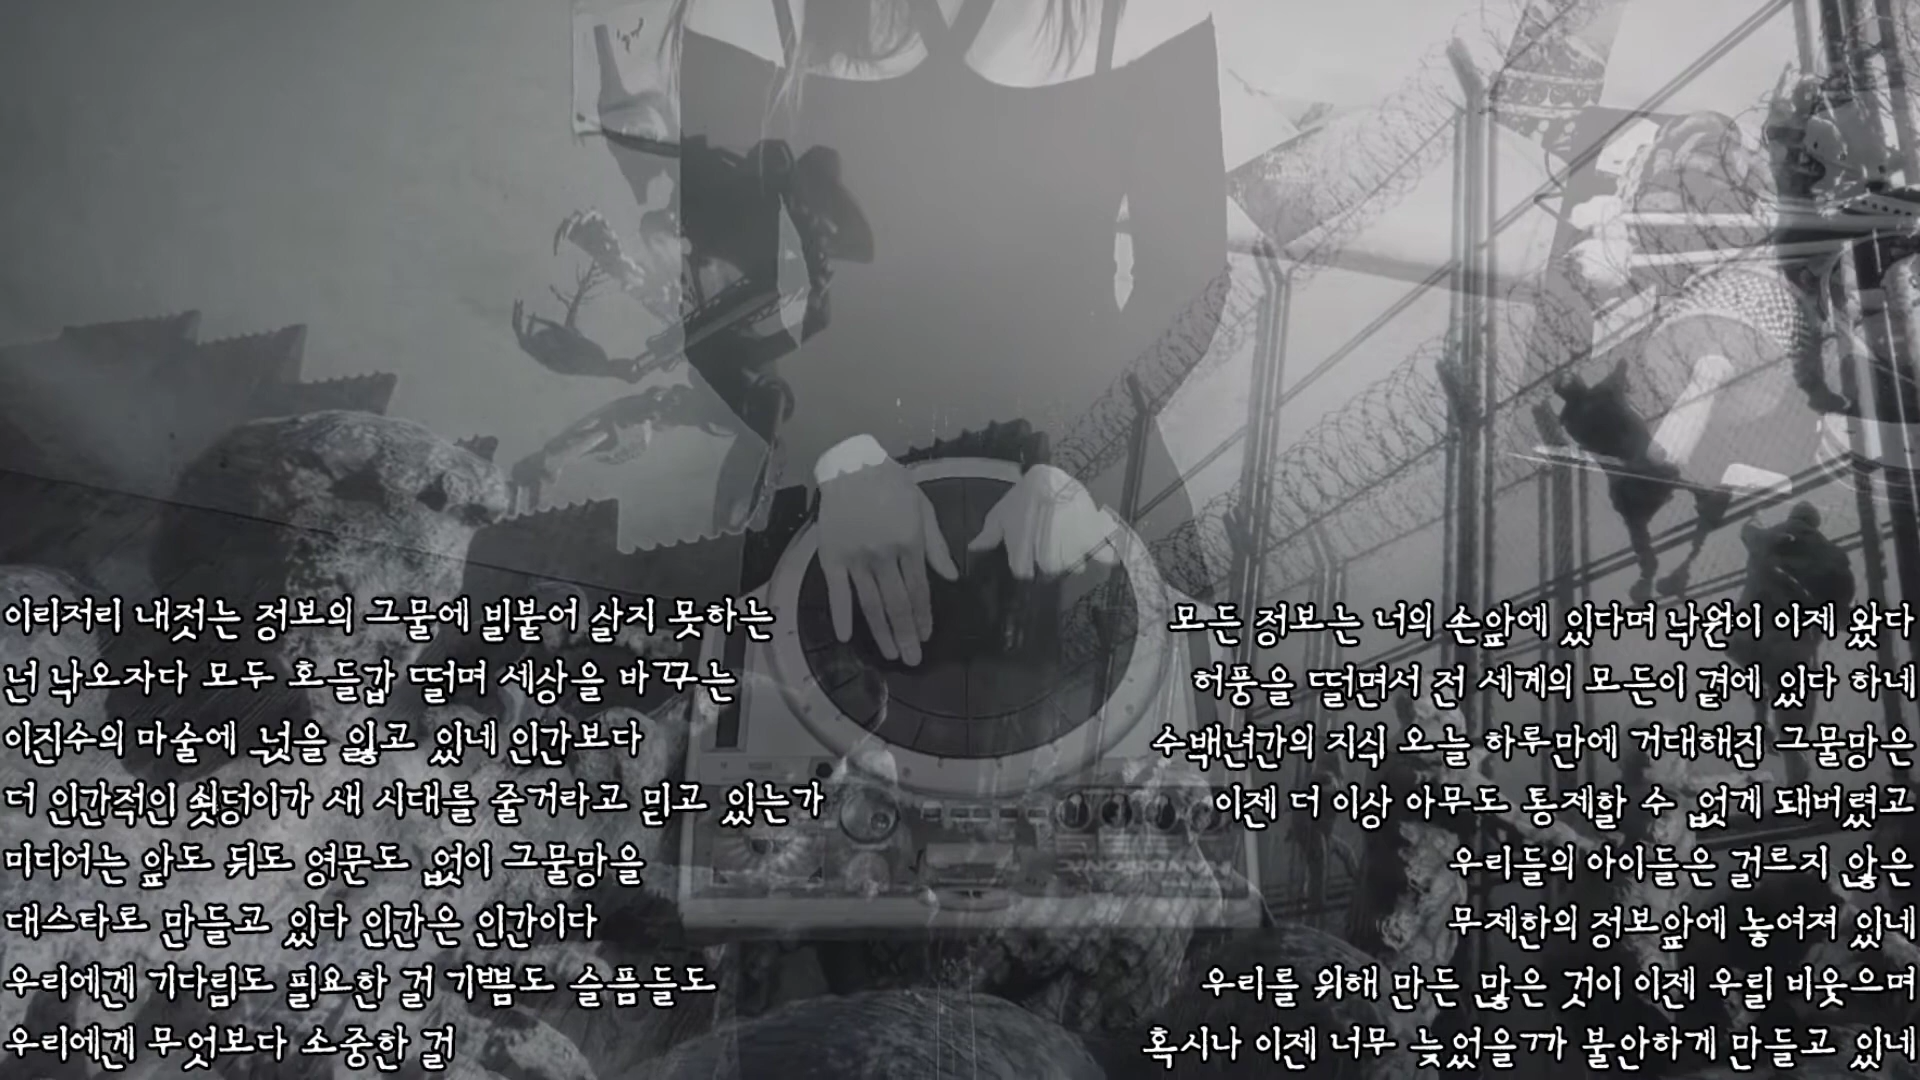 이리저리 내젓는 정보의 그물에 빌붙어 살지 못하는
넌 낙오자다 모두 호들갑 떨며 세상을 바꾸는
이진수의 마술에 넋을 잃고 있네 인간보다
더 인간적인 쇳덩이가 새 시대를 줄거라고 믿고 있는가
미디어는 앞도 뒤도 영문도 없이 그물망을
대스타로 만들고 있다 인간은 인간이다
우리에겐 기다림도 필요한 걸 기쁨도 슬픔들도
우리에겐 무엇보다 소중한 걸
모든 정보는 너의 손앞에 있다며 낙원이 이제 왔다
허풍을 떨면서 전 세계의 모든이 곁에 있다 하네
수백년간의 지식 오늘 하루만에 거대해진 그물망은
이젠 더 이상 아무도 통제할 수 없게 돼버렸고
우리들의 아이들은 걸르지 않은
무제한의 정보앞에 놓여져 있네
우리를 위해 만든 많은 것이 이젠 우릴 비웃으며
혹시나 이젠 너무 늦었을까 불안하게 만들고 있네
HANDSONIC